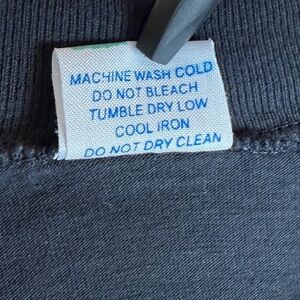 MACHINE WASH COLD
DO NOT BLEACH
TUMBLE DRY LOW
COOL IRON
DO NOT DRY CLEAN